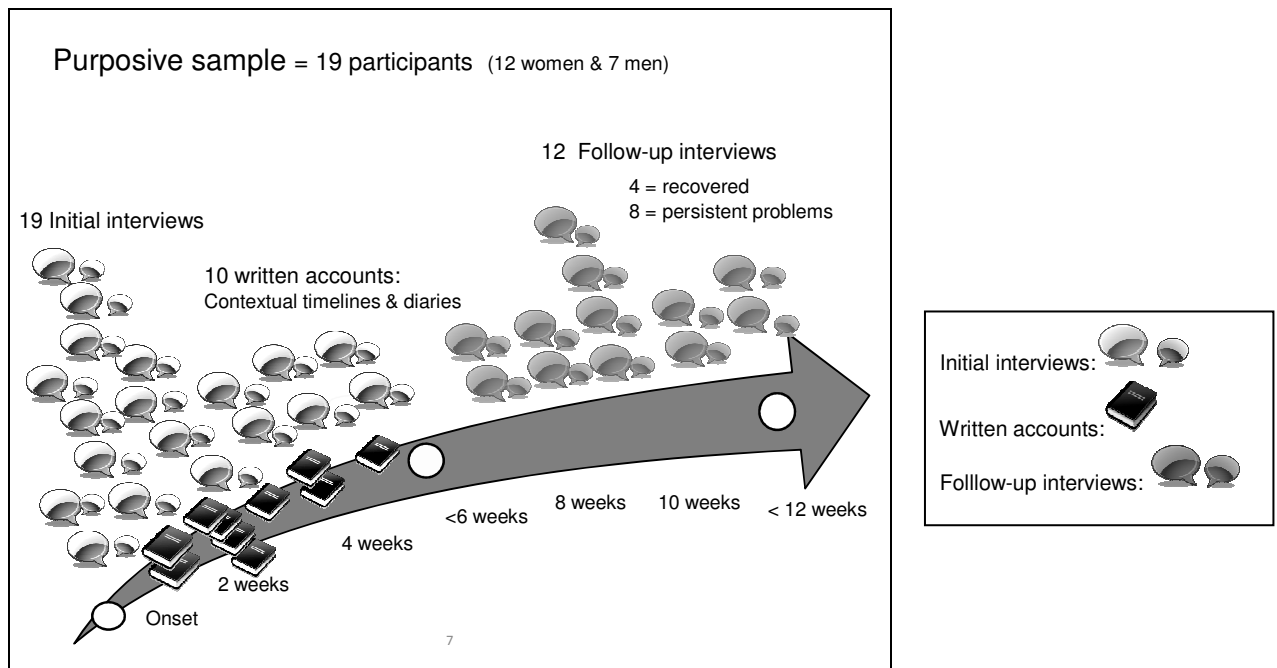 Purposive sample = 19 participants (12 women & 7 men)
12 Follow-up interviews
4 = recovered
8 = persistent problems
19 Initial interviews
10 written accounts:
Contextual timelines & diaries
Initial interviews:
Written accounts:
Folllow-up interviews:
Onset
2 weeks
4 weeks
<6 weeks
8 weeks
10 weeks
< 12 weeks
7